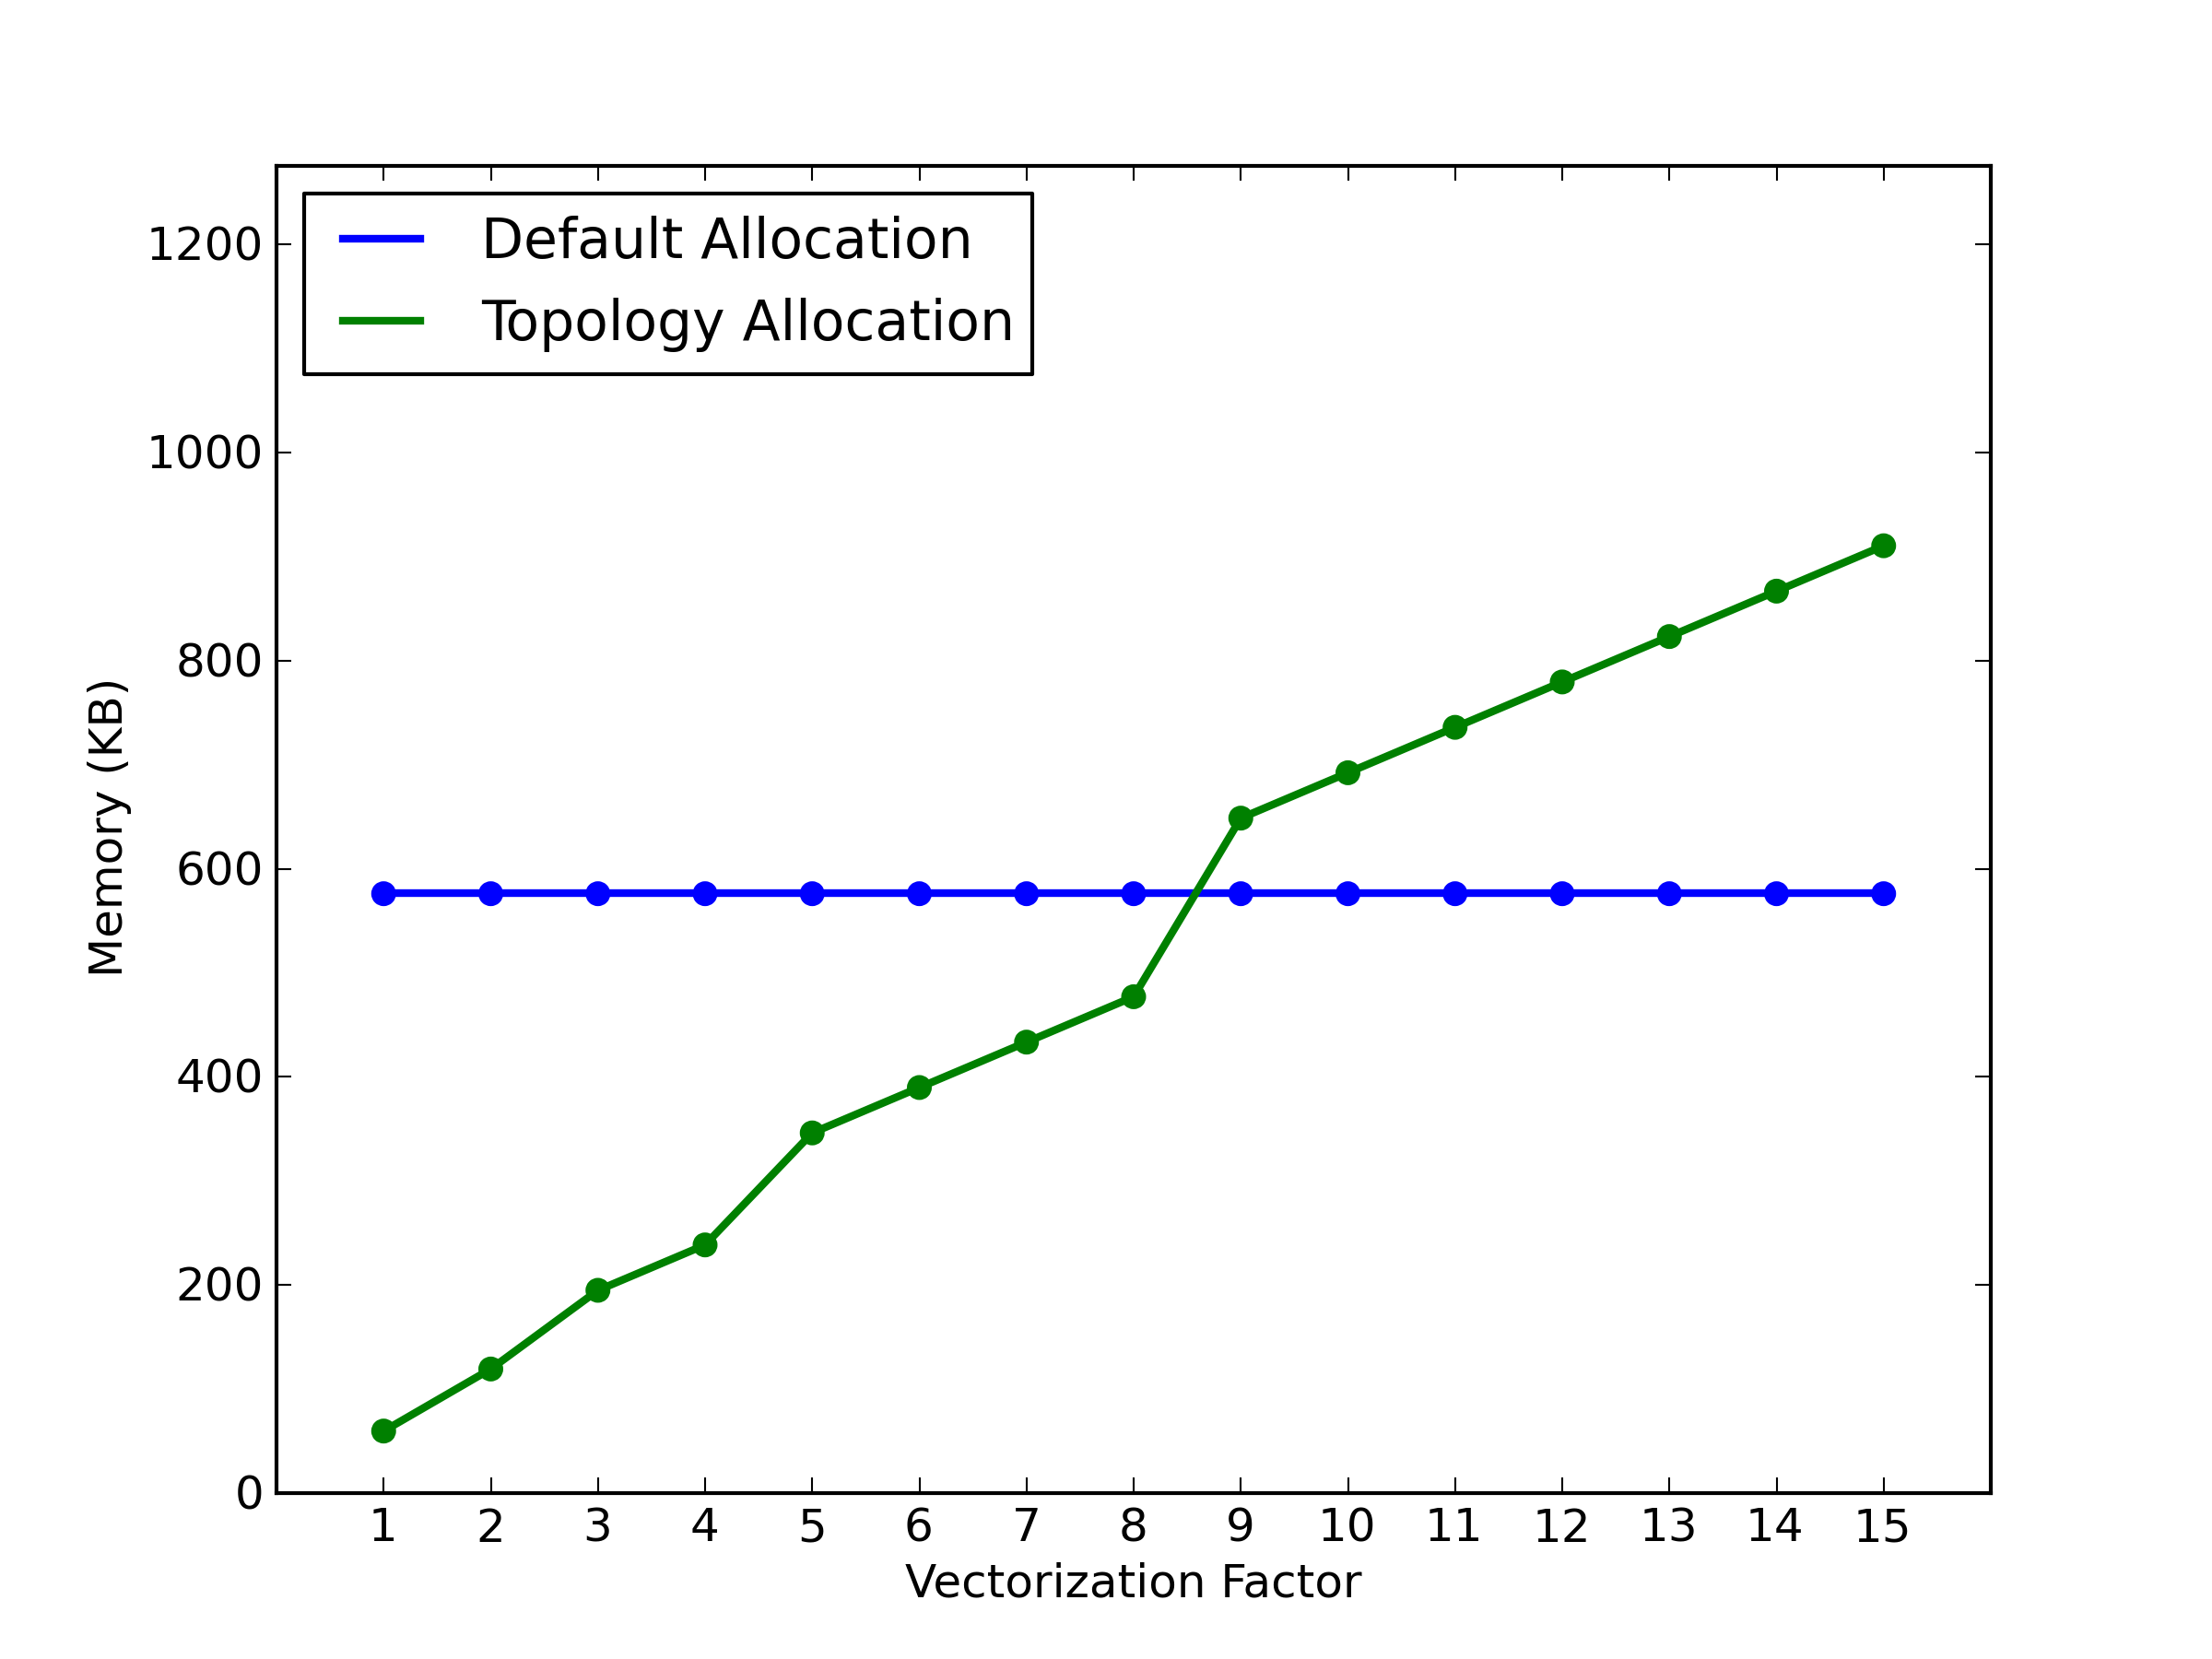 Default Allocation
Topology Allocation
1200
1000
800
600
400
200
0
Memory (KB)
1 2 3 4 5 6 7 8 9 10 11 12 13 14 15
Vectorization Factor